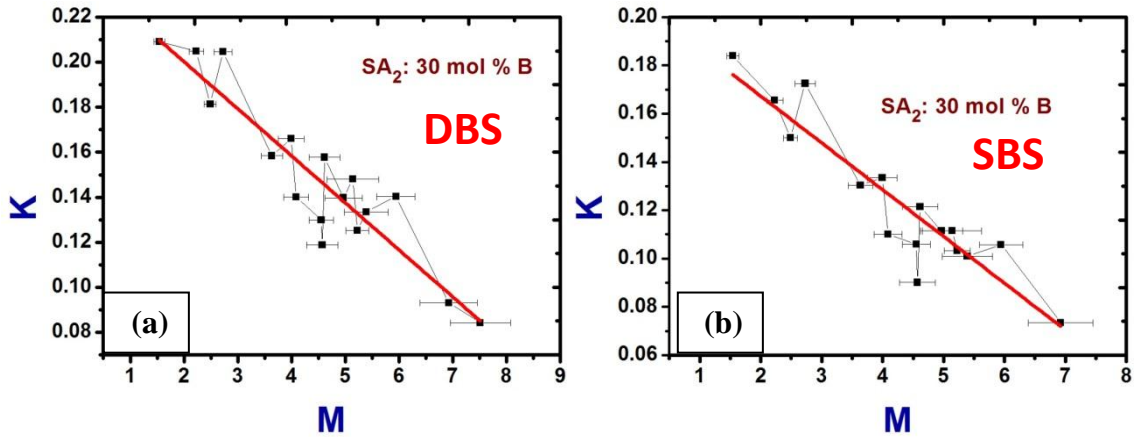 0.22
0.20
0.18
0.16
0.14
0.12
0.10
0.08
K
SA2: 30 mol % B
DBS
(a)
1 2 3 4 5 6 7 8 9
M
0.20
0.18
0.16
0.14
0.12
0.10
0.08
0.06
K
SA2: 30 mol % B
SBS
(b)
1 2 3 4 5 6 7 8
M